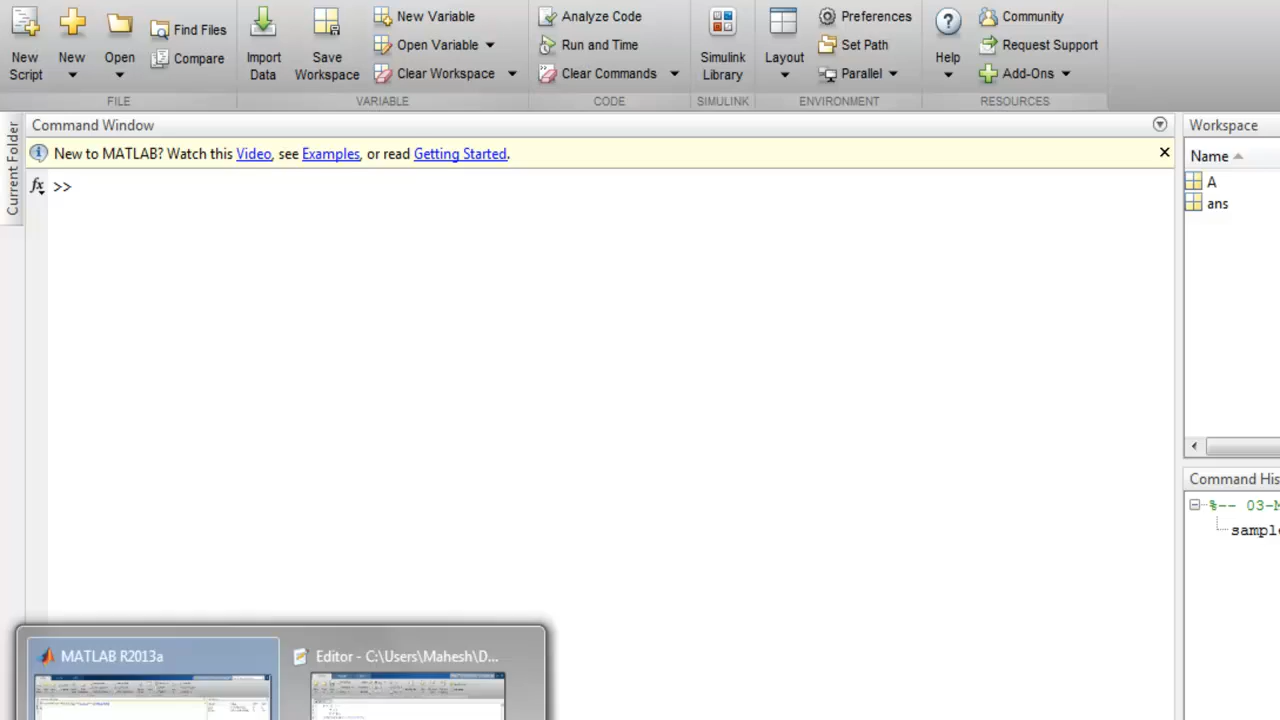 New Script
New
Open
Find Files
Compare
FILE
Import Data
Save Workspace
New Variable
Open Variable
Clear Workspace
VARIABLE
Analyze Code
Run and Time
Clear Commands
CODE
Simulink Library
SIMULINK
Layout
Preferences
Set Path
Parallel
ENVIRONMENT
Help
Community
Request Support
Add-Ons
RESOURCES
Current Folder
Command Window
New to MATLAB? Watch this Video, see Examples, or read Getting Started.
fx >>
Workspace
Name
A
ans
Command His
%-- 03-M
sample
MATLAB R2013a
Editor - C:\Users\Mahesh\D...